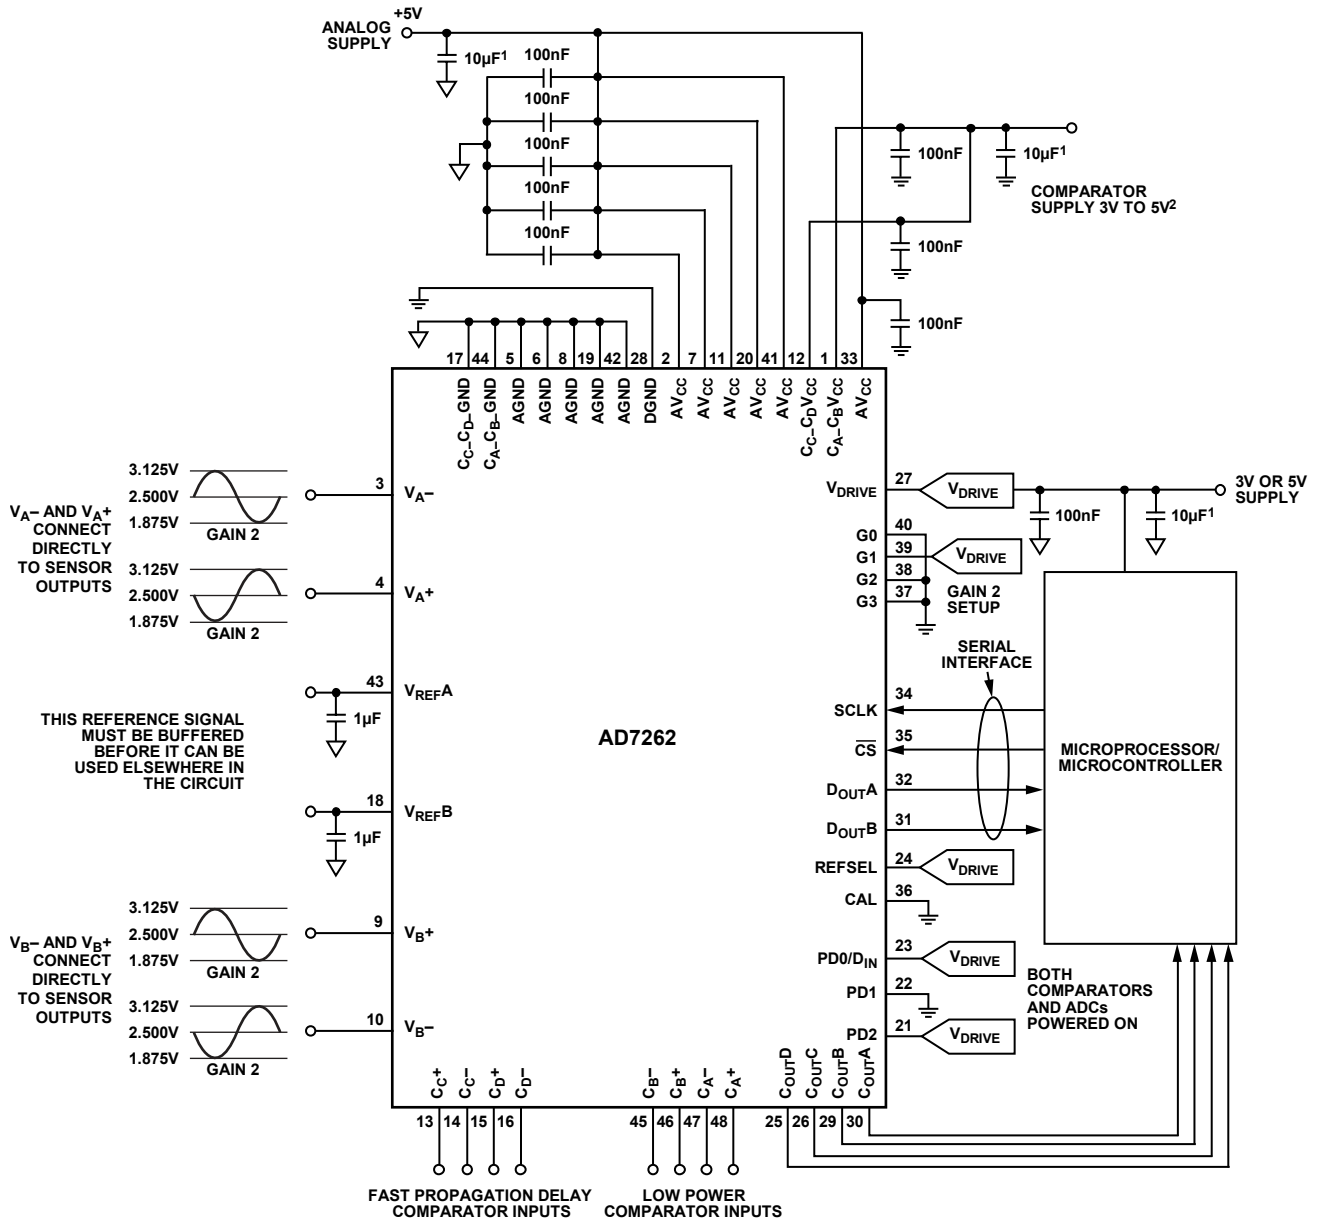 +5V
ANALOG
SUPPLY
10µF1
100nF
100nF
100nF
100nF
100nF
100nF
10µF1
COMPARATOR
SUPPLY 3V TO 5V2
100nF
100nF
17 44 5 6 8 19 42 28 2 7 11 20 41 12 1 33
CC_CD_GND
CA_CB_GND
AGND
AGND
AGND
AGND
AGND
DGND
AVCC
AVCC
AVCC
AVCC
AVCC
CC_CDVCC
CA_CBVCC
AVCC
VA– AND VA+
CONNECT
DIRECTLY
TO SENSOR
OUTPUTS
3.125V
2.500V
1.875V
GAIN 2
3 VA–
3.125V
2.500V
1.875V
GAIN 2
4 VA+
43 VREFA
1µF
THIS REFERENCE SIGNAL
MUST BE BUFFERED
BEFORE IT CAN BE
USED ELSEWHERE IN
THE CIRCUIT
18 VREFB
1µF
AD7262
VB– AND VB+
CONNECT
DIRECTLY
TO SENSOR
OUTPUTS
3.125V
2.500V
1.875V
GAIN 2
9 VB+
3.125V
2.500V
1.875V
GAIN 2
10 VB–
VDRIVE 27 VDRIVE
3V OR 5V
SUPPLY
100nF
10µF1
G0 40
G1 39 VDRIVE
G2 38
G3 37
GAIN 2
SETUP
SERIAL
INTERFACE
SCLK 34
CS 35
DOUTA 32
DOUTB 31
REFSEL 24 VDRIVE
CAL 36
PD0/DIN 23 VDRIVE
PD1 22
PD2 21 VDRIVE
MICROPROCESSOR/
MICROCONTROLLER
BOTH
COMPARATORS
AND ADCs
POWERED ON
CC+
CC–
CD+
CD–
CB–
CB+
CA–
CA+
COUTD
COUTC
COUTB
COUTA
13 14 15 16 45 46 47 48 25 26 29 30
FAST PROPAGATION DELAY
COMPARATOR INPUTS
LOW POWER
COMPARATOR INPUTS